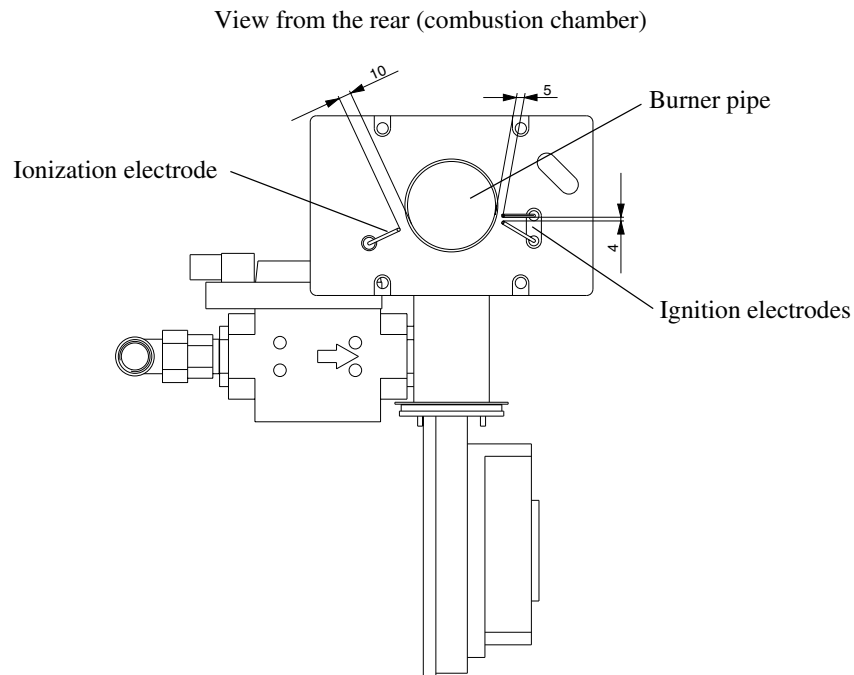 View from the rear (combustion chamber)
10
5
Burner pipe
Ionization electrode
4
Ignition electrodes